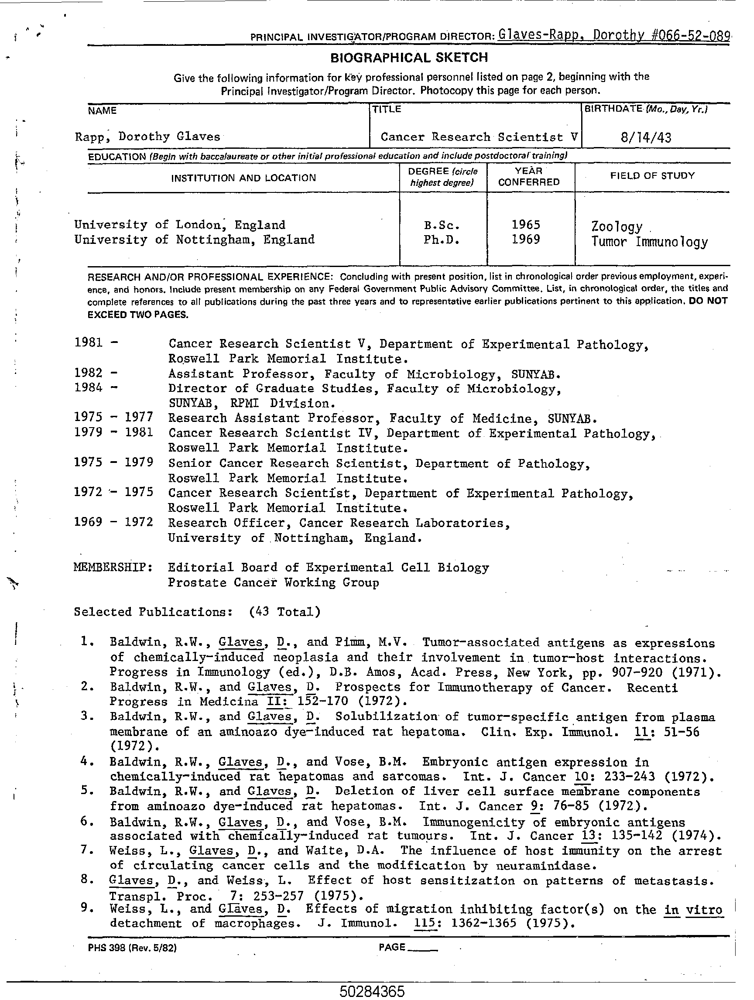 PRINCIPAL INVESTIGATOR/PROGRAM DIRECTOR: Glaves-Rapp, Dorothy #066-52-089
BIOGRAPHICAL SKETCH
Give the following information for key professional personnel listed on page 2, beginning with the
Principal Investigator/Program Director. Photocopy this page for each person.
NAME TITLE BIRTHDATE (Mo., Day, Yr.)
Rapp, Dorothy Glaves Cancer Research Scientist V 8/14/43
EDUCATION (Begin with baccalaureate or other initial professional education and include postdoctoral training)
INSTITUTION AND LOCATION DEGREE (circle highest degree) YEAR CONFERRED FIELD OF STUDY
University of London, England B.Sc. 1965 Zoology
University of Nottingham, England Ph.D. 1969 Tumor Immunology
RESEARCH AND/OR PROFESSIONAL EXPERIENCE: Concluding with present position, list in chronological order previous employment, experi-
ence, and honors. Include present membership on any Federal Government Public Advisory Committee. List, in chronological order, the titles and
complete references to all publications during the past three years and to representative earlier publications pertinent to this application. DO NOT
EXCEED TWO PAGES.
1981 - Cancer Research Scientist V, Department of Experimental Pathology,
Roswell Park Memorial Institute.
1982 - Assistant Professor, Faculty of Microbiology, SUNYAB.
1984 - Director of Graduate Studies, Faculty of Microbiology,
SUNYAB, RPMI Division.
1975 - 1977 Research Assistant Professor, Faculty of Medicine, SUNYAB.
1979 - 1981 Cancer Research Scientist IV, Department of Experimental Pathology,
Roswell Park Memorial Institute.
1975 - 1979 Senior Cancer Research Scientist, Department of Pathology,
Roswell Park Memorial Institute.
1972 - 1975 Cancer Research Scientist, Department of Experimental Pathology,
Roswell Park Memorial Institute.
1969 - 1972 Research Officer, Cancer Research Laboratories,
University of Nottingham, England.
MEMBERSHIP: Editorial Board of Experimental Cell Biology
Prostate Cancer Working Group
Selected Publications: (43 Total)
1. Baldwin, R.W., Glaves, D., and Pimm, M.V. Tumor-associated antigens as expressions
of chemically-induced neoplasia and their involvement in tumor-host interactions.
Progress in Immunology (ed.), D.B. Amos, Acad. Press, New York, pp. 907-920 (1971).
2. Baldwin, R.W., and Glaves, D. Prospects for Immunotherapy of Cancer. Recenti
Progress in Medicina II: 152-170 (1972).
3. Baldwin, R.W., and Glaves, D. Solubilization of tumor-specific antigen from plasma
membrane of an aminoazo dye-induced rat hepatoma. Clin. Exp. Immunol. 11: 51-56
(1972).
4. Baldwin, R.W., Glaves, D., and Vose, B.M. Embryonic antigen expression in
chemically-induced rat hepatomas and sarcomas. Int. J. Cancer 10: 233-243 (1972).
5. Baldwin, R.W., and Glaves, D. Deletion of liver cell surface membrane components
from aminoazo dye-induced rat hepatomas. Int. J. Cancer 9: 76-85 (1972).
6. Baldwin, R.W., Glaves, D., and Vose, B.M. Immunogenicity of embryonic antigens
associated with chemically-induced rat tumours. Int. J. Cancer 13: 135-142 (1974).
7. Weiss, L., Glaves, D., and Waite, D.A. The influence of host immunity on the arrest
of circulating cancer cells and the modification by neuraminidase.
8. Glaves, D., and Weiss, L. Effect of host sensitization on patterns of metastasis.
Transpl. Proc. 7: 253-257 (1975).
9. Weiss, L., and Glaves, D. Effects of migration inhibiting factor(s) on the in vitro
detachment of macrophages. J. Immunol. 115: 1362-1365 (1975).
PHS 398 (Rev. 5/82) PAGE
50284365